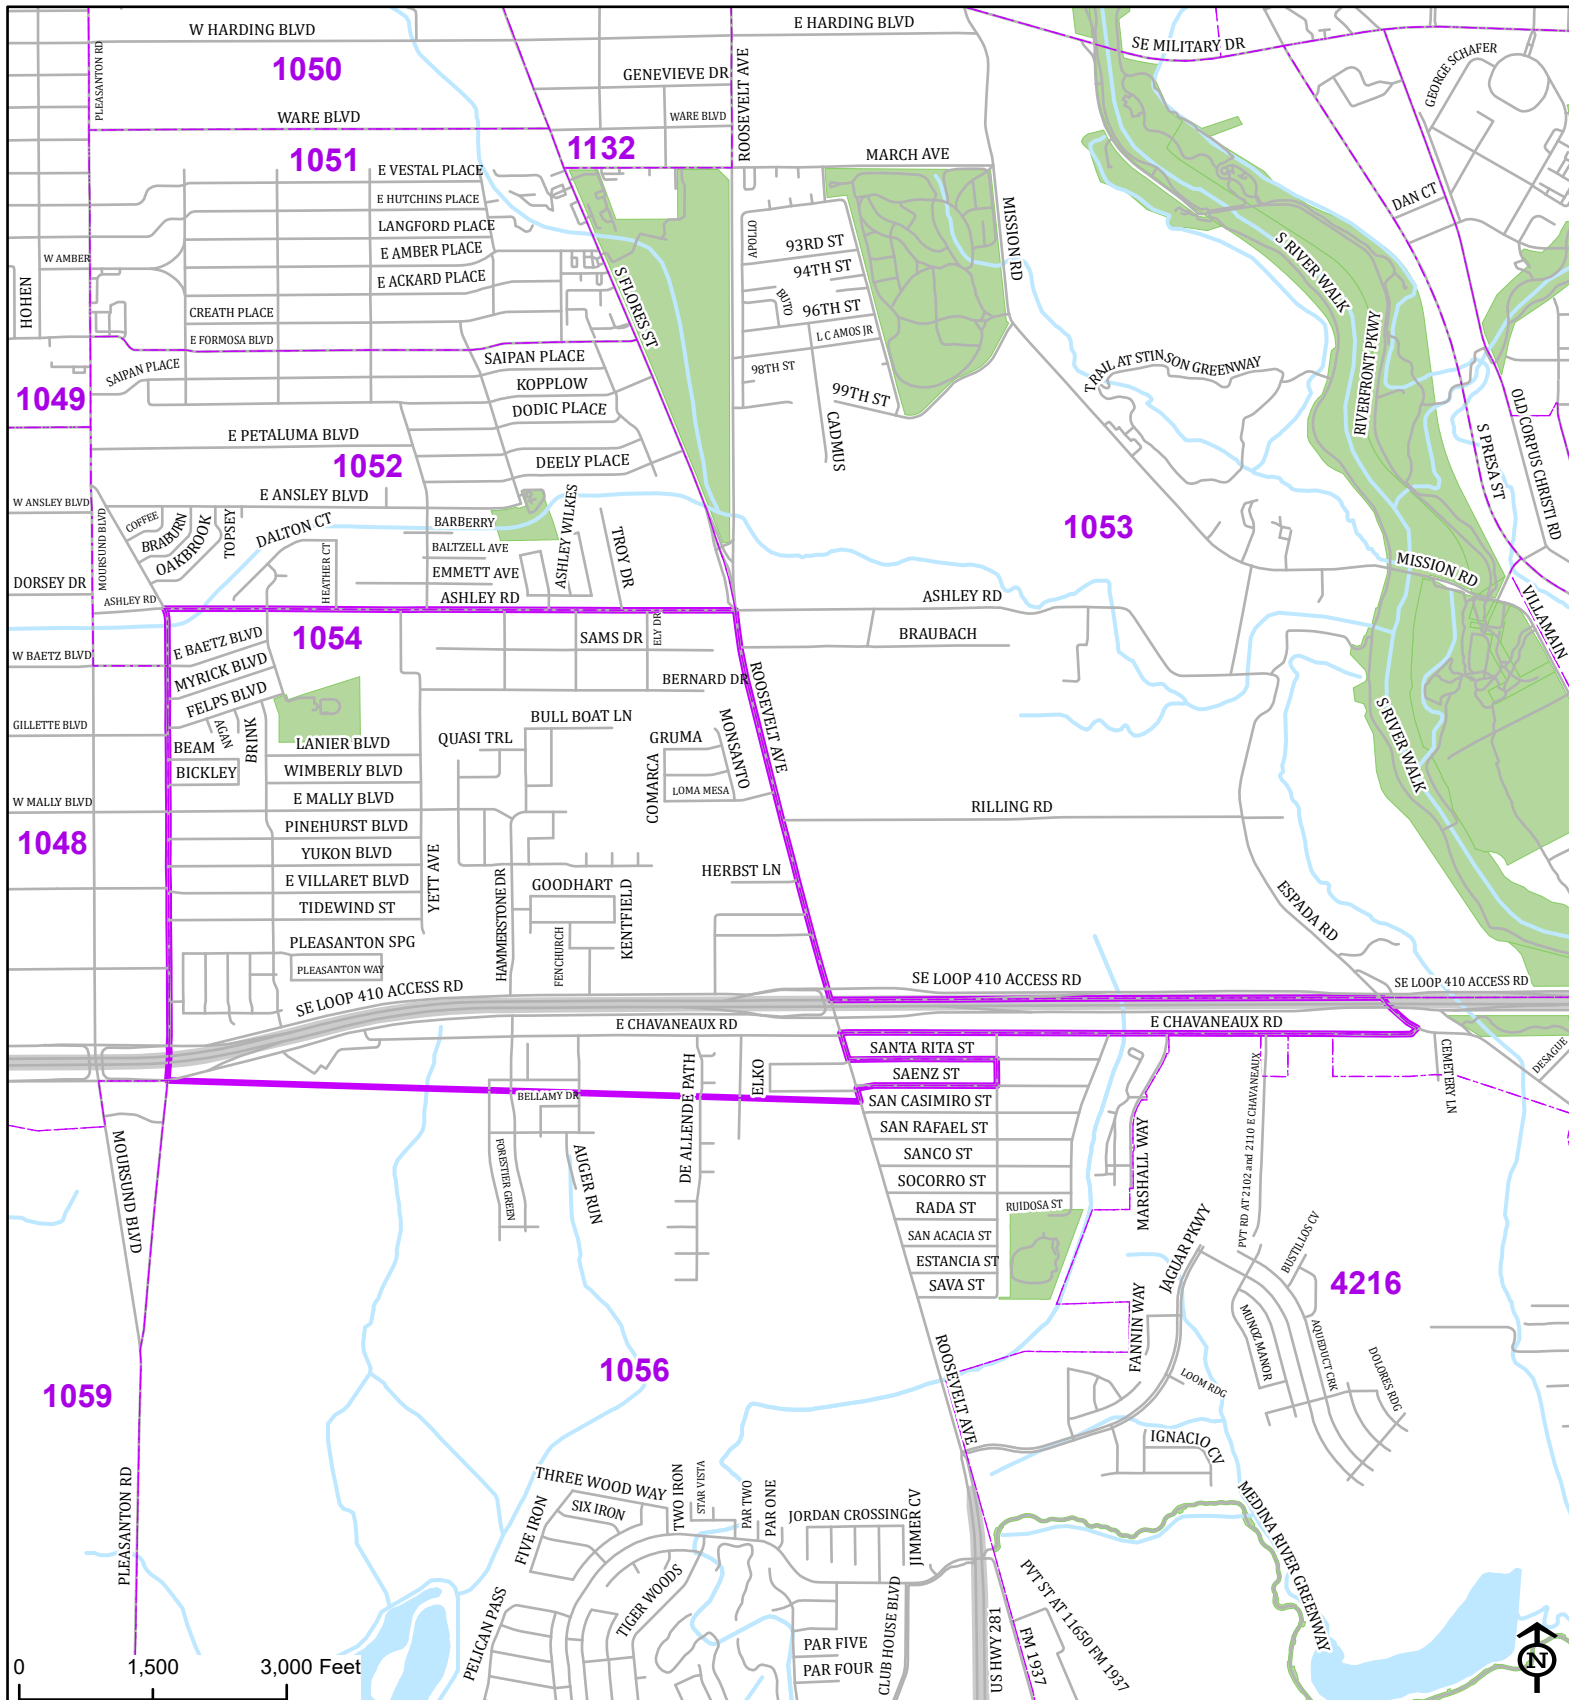 W HARDING BLVD
E HARDING BLVD
SE MILITARY DR
PLEASANTON RD
1050
GENEVIEVE DR
ROOSEVELT AVE
GEORGE SCHAFER
WARE BLVD
WARE BLVD
1132
1051
MARCH AVE
E VESTAL PLACE
E HUTCHINS PLACE
LANGFORD PLACE
E AMBER PLACE
E ACKARD PLACE
DAN CT
MISSION RD
APOLLO
93RD ST
94TH ST
96TH ST
BUTO
L C AMOS JR
98TH ST
99TH ST
CADMUS
W AMBER
HOHEN
S FLORES ST
S RIVER WALK
RIVERFRONT PKWY
CREATH PLACE
E FORMOSA BLVD
SAIPAN PLACE
SAIPAN PLACE
KOPPLOW
DODIC PLACE
TRAIL AT STINSON GREENWAY
1049
OLD CORPUS CHRISTI RD
S PRESA ST
E PETALUMA BLVD
1052
DEELY PLACE
E ANSLEY BLVD
W ANSLEY BLVD
MOURSUND BLVD
COFFEE
BRABURN
OAKBROOK
TOPSEY
DALTON CT
HEATHER CT
BARBERRY
BALTZELL AVE
EMMETT AVE
ASHLEY WILKES
TROY DR
1053
MISSION RD
VILLAMAIN
DORSEY DR
ASHLEY RD
ASHLEY RD
ASHLEY RD
1054
SAMS DR
ELY DR
BRAUBACH
W BAETZ BLVD
E BAETZ BLVD
MYRICK BLVD
FELPS BLVD
BERNARD DR
ROOSEVELT AVE
S RIVER WALK
GILLETTE BLVD
AGAN
BRINK
BEAM
BICKLEY
LANIER BLVD
WIMBERLY BLVD
QUASI TRL
BULL BOAT LN
GRUMA
MONSANTO
COMARCA
LOMA MESA
W MALLY BLVD
E MALLY BLVD
RILLING RD
1048
PINEHURST BLVD
YUKON BLVD
E VILLARET BLVD
TIDEWIND ST
YETT AVE
HAMMERSTONE DR
GOODHART
KENTFIELD
FENCHURCH
HERBST LN
ESPADA RD
PLEASANTON SPG
PLEASANTON WAY
SE LOOP 410 ACCESS RD
SE LOOP 410 ACCESS RD
SE LOOP 410 ACCESS RD
E CHAVANEAUX RD
E CHAVANEAUX RD
SANTA RITA ST
SAENZ ST
SAN CASIMIRO ST
SAN RAFAEL ST
SANCO ST
SOCORRO ST
RADA ST
SAN ACACIA ST
ESTANCIA ST
SAVA ST
RUIDOSA ST
ELKO
DE ALLENDE PATH
BELLAMY DR
FORESTIER GREEN
AUGER RUN
MOURSUND BLVD
MARSHALL WAY
PVT RD AT 2102 and 2110 E CHAVANEAUX
CEMETERY LN
DESAGUE
JAGUAR PKWY
BUSTILLOS CV
4216
FANNIN WAY
MUNOZ MANOR
AQUEDUCT CRK
DOLORES RDG
LOOM RDG
IGNACIO CV
ROOSEVELT AVE
1056
1059
PLEASANTON RD
THREE WOOD WAY
SIX IRON
FIVE IRON
TWO IRON
STAR VISTA
PAR TWO
PAR ONE
JORDAN CROSSING
JIMMER CV
MEDINA RIVER GREENWAY
PELICAN PASS
TIGER WOODS
PAR FIVE
PAR FOUR
CLUB HOUSE BLVD
US HWY 281
FM 1937
PVT ST AT 11650 FM 1937
0 1,500 3,000 Feet
N